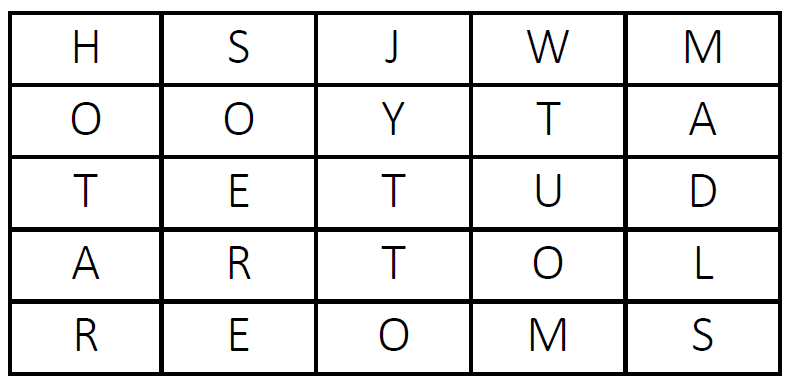 H S J W M
O O Y T A
T E T U D
A R T O L
R E O M S